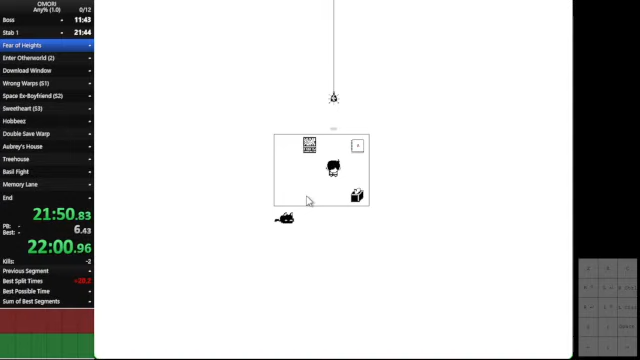 OMORI
Any% (1.0) 0/12
Boss - 11:43
Stab 1 - 21:44
Fear of Heights -
Enter Otherworld (2) -
Download Window -
Wrong Warps (S1) -
Space Ex-Boyfriend (S2) -
Sweetheart (S3) -
Hobbeez -
Double Save Warp -
Aubrey's House -
Treehouse -
Basil Fight -
Memory Lane -
End -
21:50.83
PB: -
Best: - 6.43
22:00.96
Kills: -2
Previous Segment -
Best Split Times
Best Possible Time -
Sum of Best Segments -